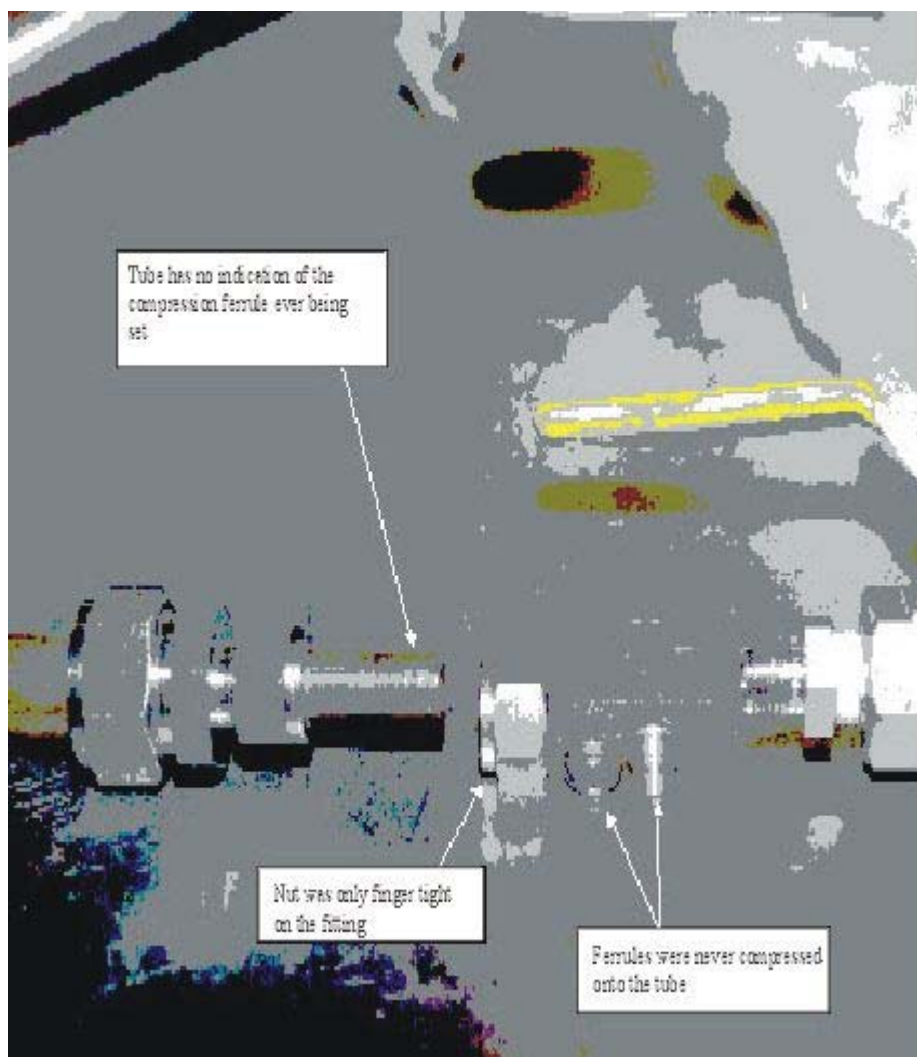 Tube has no indication of the
compression ferrule ever being
set
Nut was only finger tight
on the fitting
Ferrules were never compressed
onto the tube